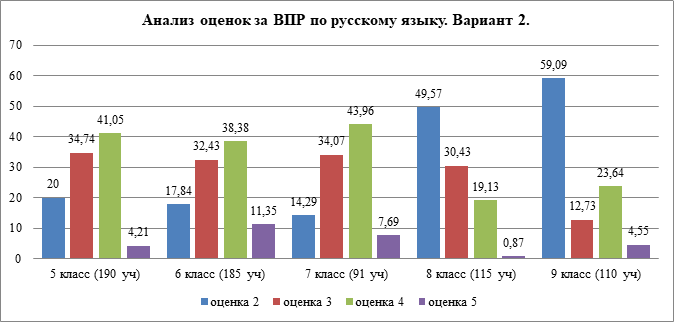 Анализ оценок за ВПР по русскому языку. Вариант 2.
70
60
50
40
30
20
10
0
20
34,74
41,05
4,21
17,84
32,43
38,38
11,35
14,29
34,07
43,96
7,69
49,57
30,43
19,13
0,87
59,09
12,73
23,64
4,55
5 класс (190 уч)
6 класс (185 уч)
7 класс (91 уч)
8 класс (115 уч)
9 класс (110 уч)
оценка 2
оценка 3
оценка 4
оценка 5